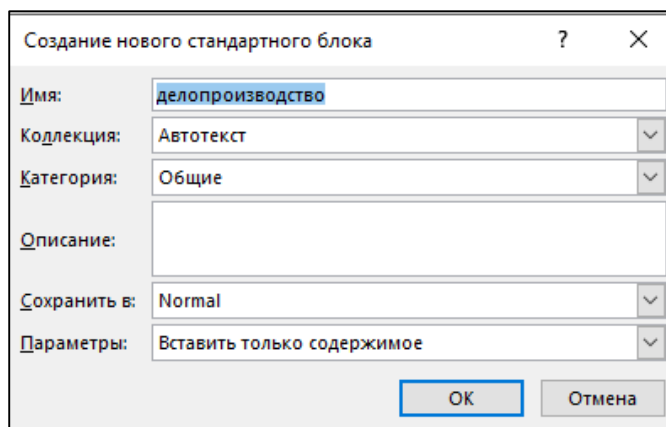 Создание нового стандартного блока ?
Имя: делопроизводство
Коллекция: Автотекст
Категория: Общие
Описание:
Сохранить в: Normal
Параметры: Вставить только содержимое
ОК Отмена